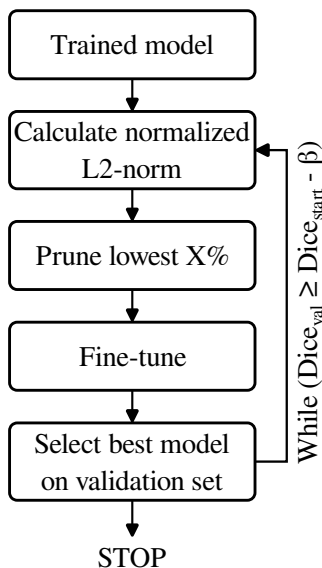 Trained model
Calculate normalized
L2-norm
Prune lowest X%
Fine-tune
Select best model
on validation set
STOP
While (Dice_val ≥ Dice_start - β)